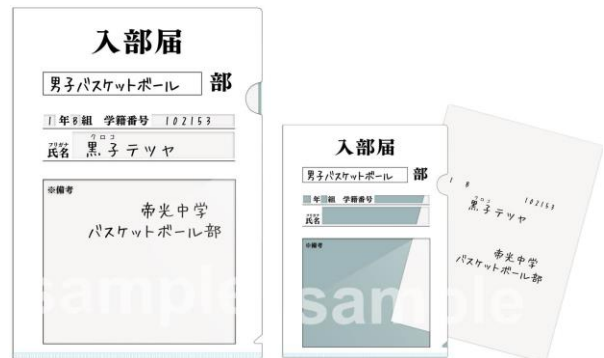 入部届
男子バスケットボール 部
1年8組 学籍番号 102153
フリガナ クロコ
氏名 黒子テツヤ
※備考
帝光中学
バスケットボール部
sample
入部届
男子バスケットボール 部
年 組 学籍番号
フリガナ
氏名
※備考
sample
1 8 102153
クロコ
黒子テツヤ
帝光中学
バスケットボール部